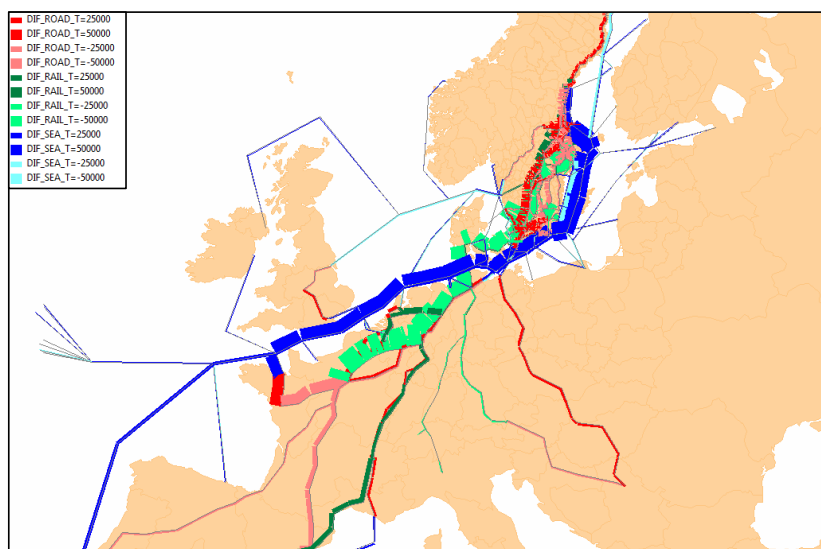 DIF_ROAD_T=25000
DIF_ROAD_T=50000
DIF_ROAD_T=-25000
DIF_ROAD_T=-50000
DIF_RAIL_T=25000
DIF_RAIL_T=50000
DIF_RAIL_T=-25000
DIF_RAIL_T=-50000
DIF_SEA_T=25000
DIF_SEA_T=50000
DIF_SEA_T=-25000
DIF_SEA_T=-50000